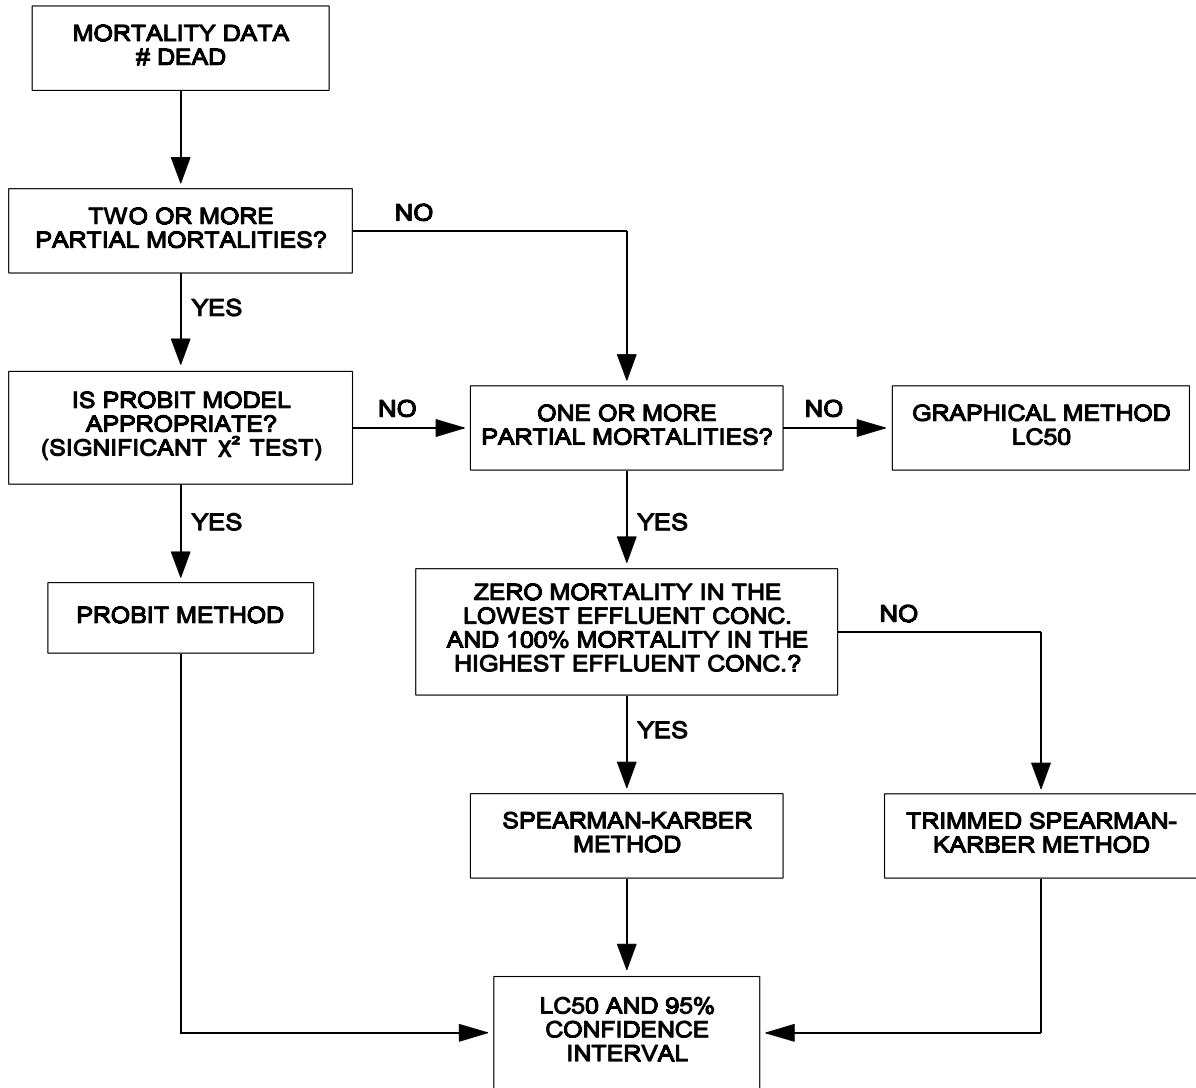 MORTALITY DATA
# DEAD
TWO OR MORE
PARTIAL MORTALITIES?
NO
YES
IS PROBIT MODEL
APPROPRIATE?
(SIGNIFICANT χ² TEST)
NO
ONE OR MORE
PARTIAL MORTALITIES?
NO
GRAPHICAL METHOD
LC50
YES
YES
PROBIT METHOD
ZERO MORTALITY IN THE
LOWEST EFFLUENT CONC.
AND 100% MORTALITY IN THE
HIGHEST EFFLUENT CONC.?
NO
YES
SPEARMAN-KARBER
METHOD
TRIMMED SPEARMAN-
KARBER METHOD
LC50 AND 95%
CONFIDENCE
INTERVAL